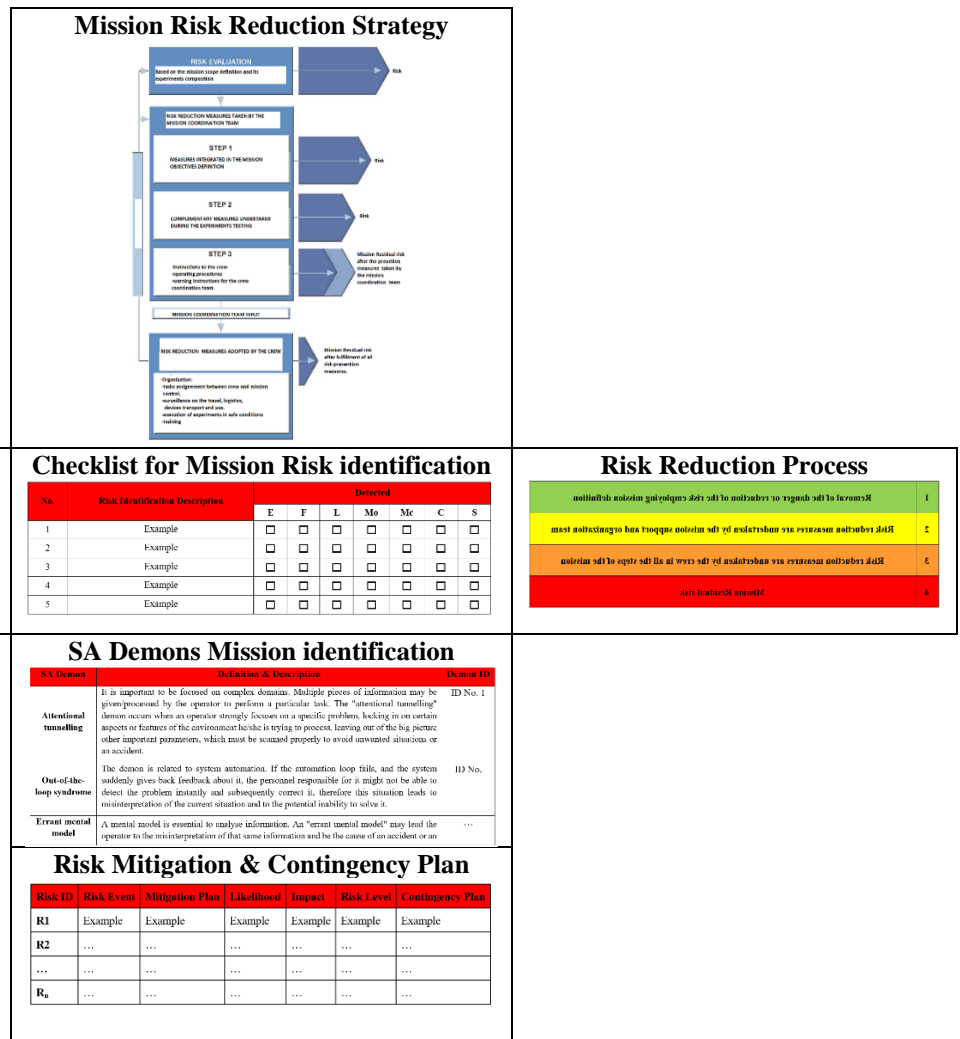 Mission Risk Reduction Strategy
RISK EVALUATION
Based on the mission scope definition and its
experiments composition
Risk
RISK REDUCTION MEASURES TAKEN BY THE
MISSION COORDINATION TEAM
STEP 1
MEASURES INTEGRATED IN THE MISSION
OBJECTIVES DEFINITION
Risk
STEP 2
COMPLEMENTARY MEASURES UNDERTAKEN
DURING THE EXPERIMENTS TESTING
Risk
STEP 3
-Instructions to the crew
-operating procedures
-warning instructions for the crew
coordination team
Mission Residual risk
after the
measures taken by
the mission
coordination team
MISSION COORDINATION TEAM INPUT
RISK REDUCTION MEASURES ADOPTED BY THE CREW
Mission Residual risk
after fulfillment of all
risk prevention
measures.
-Organization:
-tasks assignement between crew and mission
control.
-surveillance on the travel, logistics,
devices transport and use.
-execution of experiments in safe conditions
-training
Checklist for Mission Risk identification
No. Risk Identification Description Detected
E F L Mo Mc C S
1 Example ☐ ☐ ☐ ☐ ☐ ☐ ☐
2 Example ☐ ☐ ☐ ☐ ☐ ☐ ☐
3 Example ☐ ☐ ☐ ☐ ☐ ☐ ☐
4 Example ☐ ☐ ☐ ☐ ☐ ☐ ☐
5 Example ☐ ☐ ☐ ☐ ☐ ☐ ☐
Risk Reduction Process
Removal of the danger or reduction of the risk employing mission definition 1
Risk reduction measures are undertaken by the mission support and organization team 2
Risk reduction measures are undertaken by the crew in all the steps of the mission 3
Mission Residual risk 4
SA Demons Mission identification
SA Demon Definition & Description Demon ID
Attentional
tunnelling
It is important to be focused on complex domains. Multiple pieces of information may be
given/processed by the operator to perform a particular task. The "attentional tunnelling"
demon occurs when an operator strongly focuses on a specific problem, locking in on certain
aspects or features of the environment he/she is trying to process, leaving out of the big picture
other important parameters, which must be scanned properly to avoid unwanted situations or
an accident.
ID No. 1
Out-of-the-
loop syndrome
The demon is related to system automation. If the automation loop fails, and the system
suddenly gives back feedback about it, the personnel responsible for it might not be able to
detect the problem instantly and subsequently correct it, therefore this situation leads to
misinterpretation of the current situation and to the potential inability to solve it.
ID No.
Errant mental
model
A mental model is essential to analyse information. An "errant mental model" may lead the
operator to the misinterpretation of that same information and be the cause of an accident or an
…
Risk Mitigation & Contingency Plan
Risk ID Risk Event Mitigation Plan Likelihood Impact Risk Level Contingency Plan
R1 Example Example Example Example Example Example
R2 … … … … … …
… … … … … … …
Rn … … … … … …